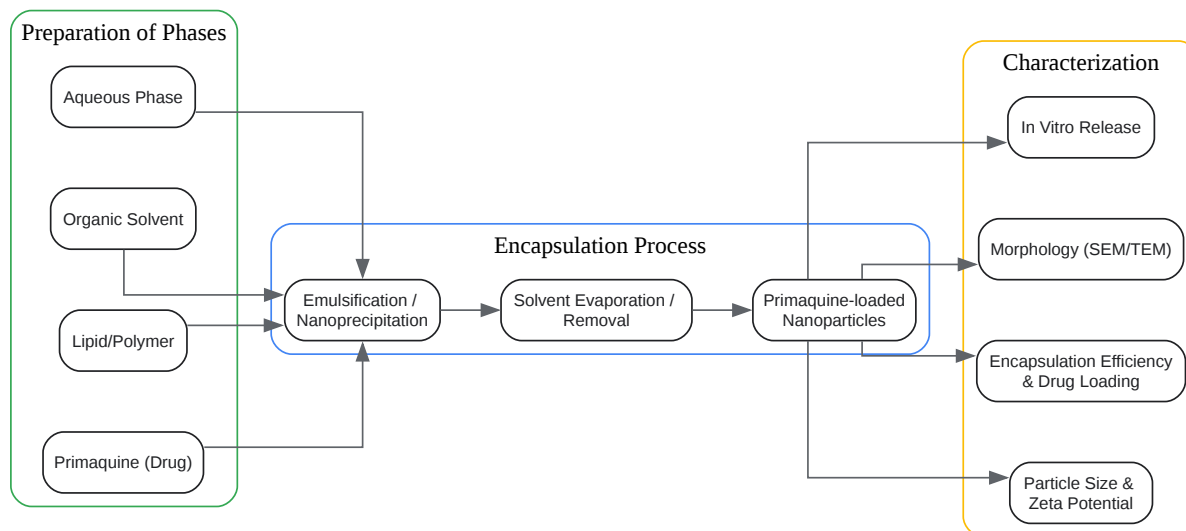 Preparation of Phases
Aqueous Phase
Organic Solvent
Lipid/Polymer
Primaquine (Drug)
Encapsulation Process
Emulsification /
Nanoprecipitation
Solvent Evaporation /
Removal
Primaquine-loaded
Nanoparticles
Characterization
In Vitro Release
Morphology (SEM/TEM)
Encapsulation Efficiency
& Drug Loading
Particle Size &
Zeta Potential